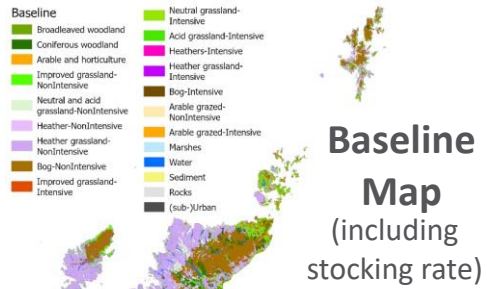 Baseline
Broadleaved woodland
Coniferous woodland
Arable and horticulture
Improved grassland-
NonIntensive
Neutral and acid
grassland-NonIntensive
Heather-NonIntensive
Heather grassland-
NonIntensive
Bog-NonIntensive
Improved grassland-
Intensive
Neutral grassland-
Intensive
Acid grassland-Intensive
Heathers-Intensive
Heather grassland-
Intensive
Bog-Intensive
Arable grazed-
NonIntensive
Arable grazed-Intensive
Marshes
Water
Sediment
Rocks
(sub-)Urban
Baseline
Map
(including
stocking rate)